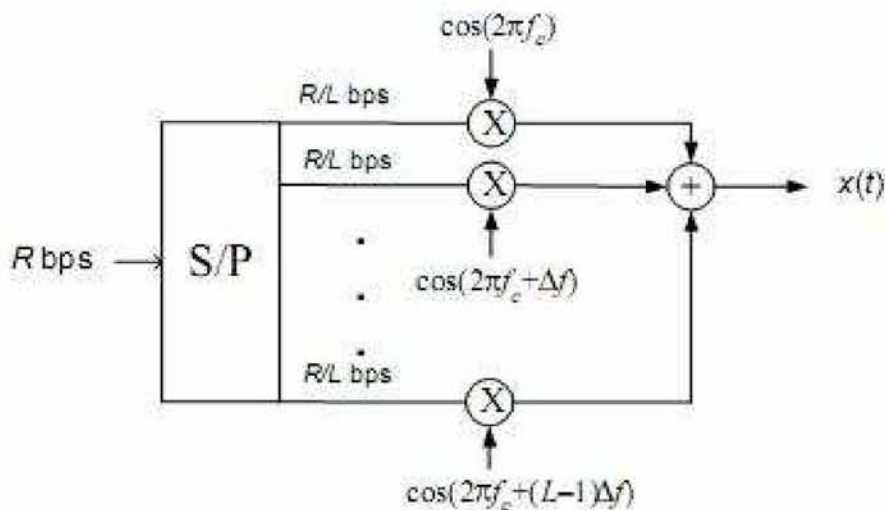 cos(2πf_c)
R/L bps
X
R/L bps
X
+
x(t)
R bps
S/P
cos(2πf_c+Δf)
R/L bps
X
cos(2πf_c+(L−1)Δf)